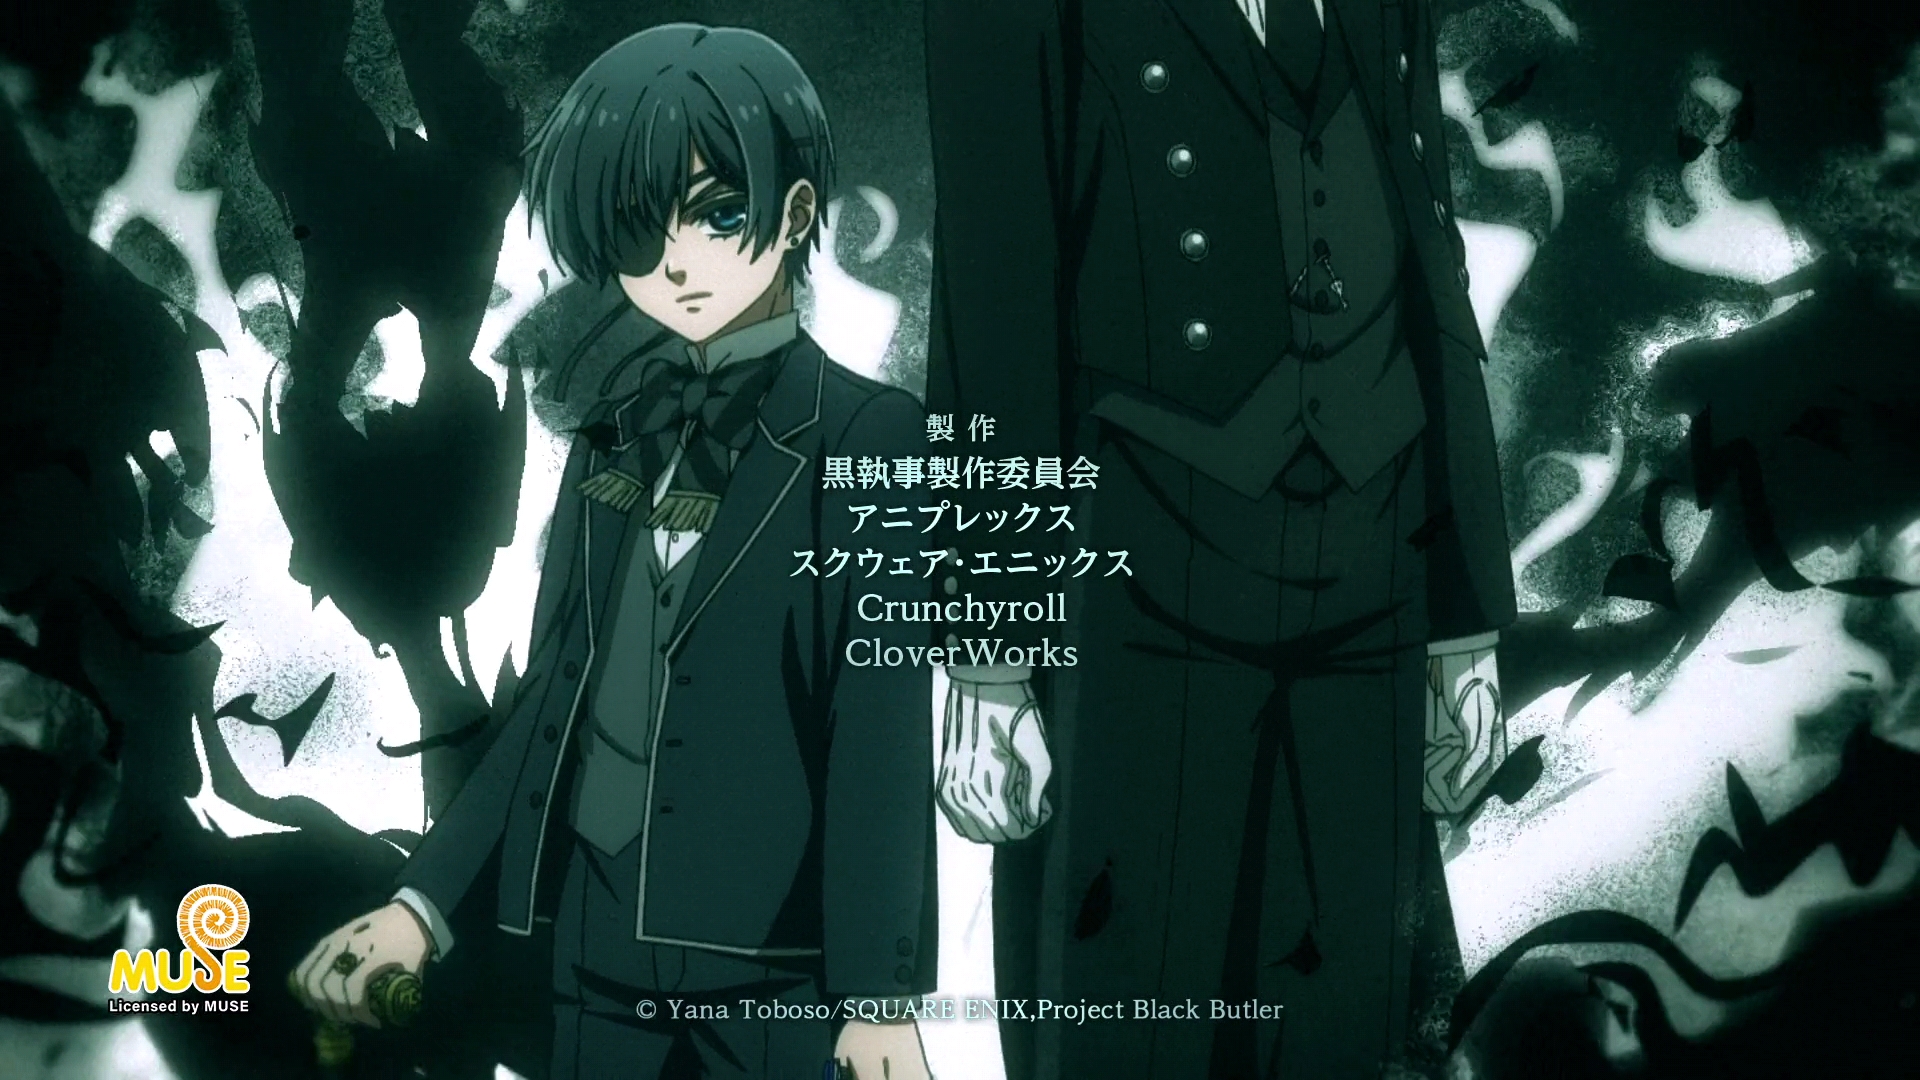 製作
黒執事製作委員会
アニプレックス
スクウェア・エニックス
Crunchyroll
CloverWorks
MUSE
Licensed by MUSE
© Yana Toboso/SQUARE ENIX,Project Black Butler